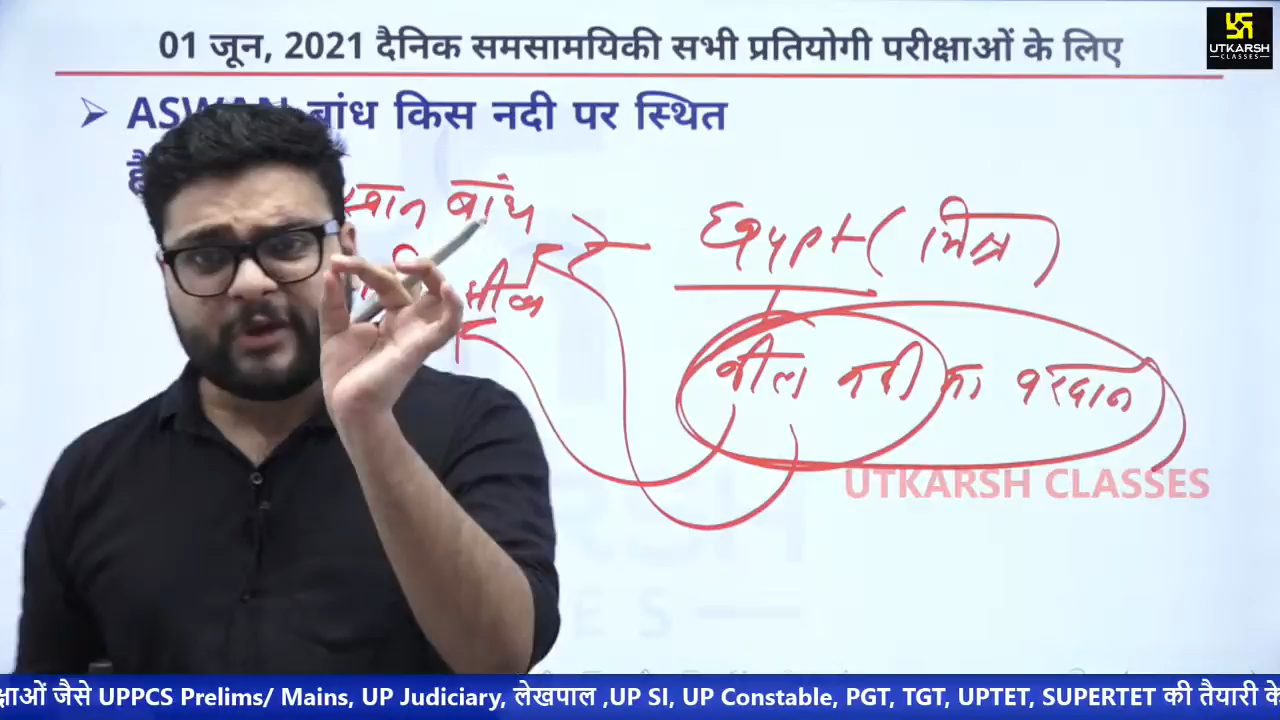 01 जून, 2021 दैनिक समसामयिकी सभी प्रतियोगी परीक्षाओं के लिए
UTKARSH
CLASSES
ASWAN बांध किस नदी पर स्थित
है
बांध
Egypt (मिस्र)
नील नदी का वरदान
UTKARSH CLASSES
क्षाओं जैसे UPPCS Prelims/ Mains, UP Judiciary, लेखपाल ,UP SI, UP Constable, PGT, TGT, UPTET, SUPERTET की तैयारी के